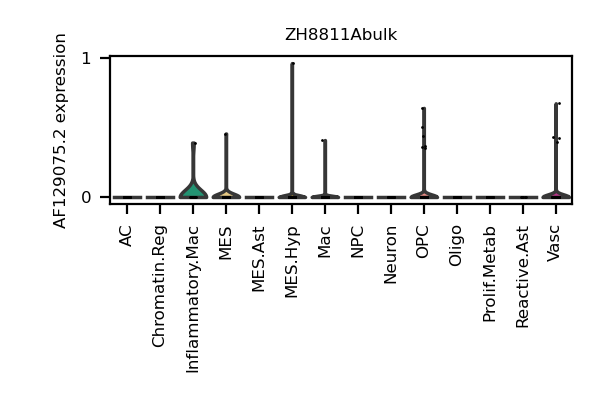 ZH8811Abulk
AF129075.2 expression
1
0
AC
Chromatin.Reg
Inflammatory.Mac
MES
MES.Ast
MES.Hyp
Mac
NPC
Neuron
OPC
Oligo
Prolif.Metab
Reactive.Ast
Vasc